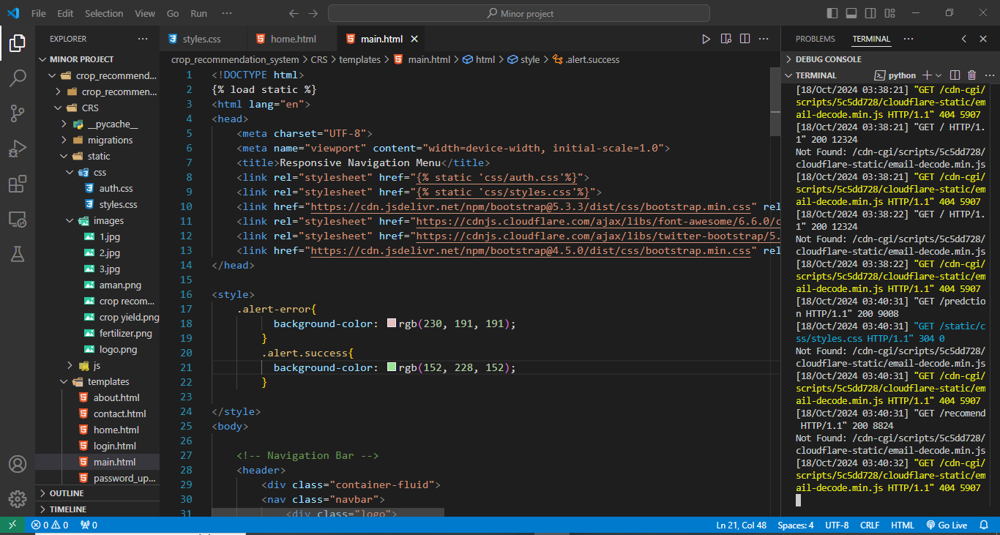 File Edit Selection View Go Run ···
Minor project
EXPLORER ···
MINOR PROJECT
crop_recommend...
crop_recommen...
CRS
__pycache__
migrations
static
css
auth.css
styles.css
images
1.jpg
2.jpg
3.jpg
aman.png
crop recom...
crop yield.png
fertilizer.png
logo.png
js
templates
about.html
contact.html
home.html
login.html
main.html
password_up...
OUTLINE
TIMELINE
styles.css home.html main.html
crop_recommendation_system > CRS > templates > main.html > html > style > .alert.success
1 <!DOCTYPE html>
2 {% load static %}
3 <html lang="en">
4 <head>
5 <meta charset="UTF-8">
6 <meta name="viewport" content="width=device-width, initial-scale=1.0">
7 <title>Responsive Navigation Menu</title>
8 <link rel="stylesheet" href="{% static 'css/auth.css'%}">
9 <link rel="stylesheet" href="{% static 'css/styles.css'%}">
10 <link href="https://cdn.jsdelivr.net/npm/bootstrap@5.3.3/dist/css/bootstrap.min.css" rel
11 <link rel="stylesheet" href="https://cdnjs.cloudflare.com/ajax/libs/font-awesome/6.6.0/c
12 <link rel="stylesheet" href="https://cdnjs.cloudflare.com/ajax/libs/twitter-bootstrap/5.
13 <link href="https://cdn.jsdelivr.net/npm/bootstrap@4.5.0/dist/css/bootstrap.min.css" rel
14 </head>
15
16 <style>
17 .alert-error{
18 background-color: rgb(230, 191, 191);
19 }
20 .alert.success{
21 background-color: rgb(152, 228, 152);
22 }
23
24 </style>
25 <body>
26
27 <!-- Navigation Bar -->
28 <header>
29 <div class="container-fluid">
30 <nav class="navbar">
31 <div class="logo">
PROBLEMS TERMINAL ···
DEBUG CONSOLE
TERMINAL python
[18/Oct/2024 03:38:21] "GET /cdn-cgi/
scripts/5c5dd728/cloudflare-static/em
ail-decode.min.js HTTP/1.1" 404 5907
[18/Oct/2024 03:38:21] "GET / HTTP/1.
1" 200 12324
Not Found: /cdn-cgi/scripts/5c5dd728/
cloudflare-static/email-decode.min.js
[18/Oct/2024 03:38:21] "GET /cdn-cgi/
scripts/5c5dd728/cloudflare-static/em
ail-decode.min.js HTTP/1.1" 404 5907
[18/Oct/2024 03:38:22] "GET / HTTP/1.
1" 200 12324
Not Found: /cdn-cgi/scripts/5c5dd728/
cloudflare-static/email-decode.min.js
[18/Oct/2024 03:38:22] "GET /cdn-cgi/
scripts/5c5dd728/cloudflare-static/em
ail-decode.min.js HTTP/1.1" 404 5907
[18/Oct/2024 03:40:31] "GET /predctio
n HTTP/1.1" 200 9008
[18/Oct/2024 03:40:31] "GET /static/c
ss/styles.css HTTP/1.1" 304 0
Not Found: /cdn-cgi/scripts/5c5dd728/
cloudflare-static/email-decode.min.js
[18/Oct/2024 03:40:31] "GET /cdn-cgi/
scripts/5c5dd728/cloudflare-static/em
ail-decode.min.js HTTP/1.1" 404 5907
[18/Oct/2024 03:40:31] "GET /recomend
HTTP/1.1" 200 8824
Not Found: /cdn-cgi/scripts/5c5dd728/
cloudflare-static/email-decode.min.js
[18/Oct/2024 03:40:32] "GET /cdn-cgi/
scripts/5c5dd728/cloudflare-static/em
ail-decode.min.js HTTP/1.1" 404 5907
0 0 0 Ln 21, Col 48 Spaces: 4 UTF-8 CRLF HTML Go Live